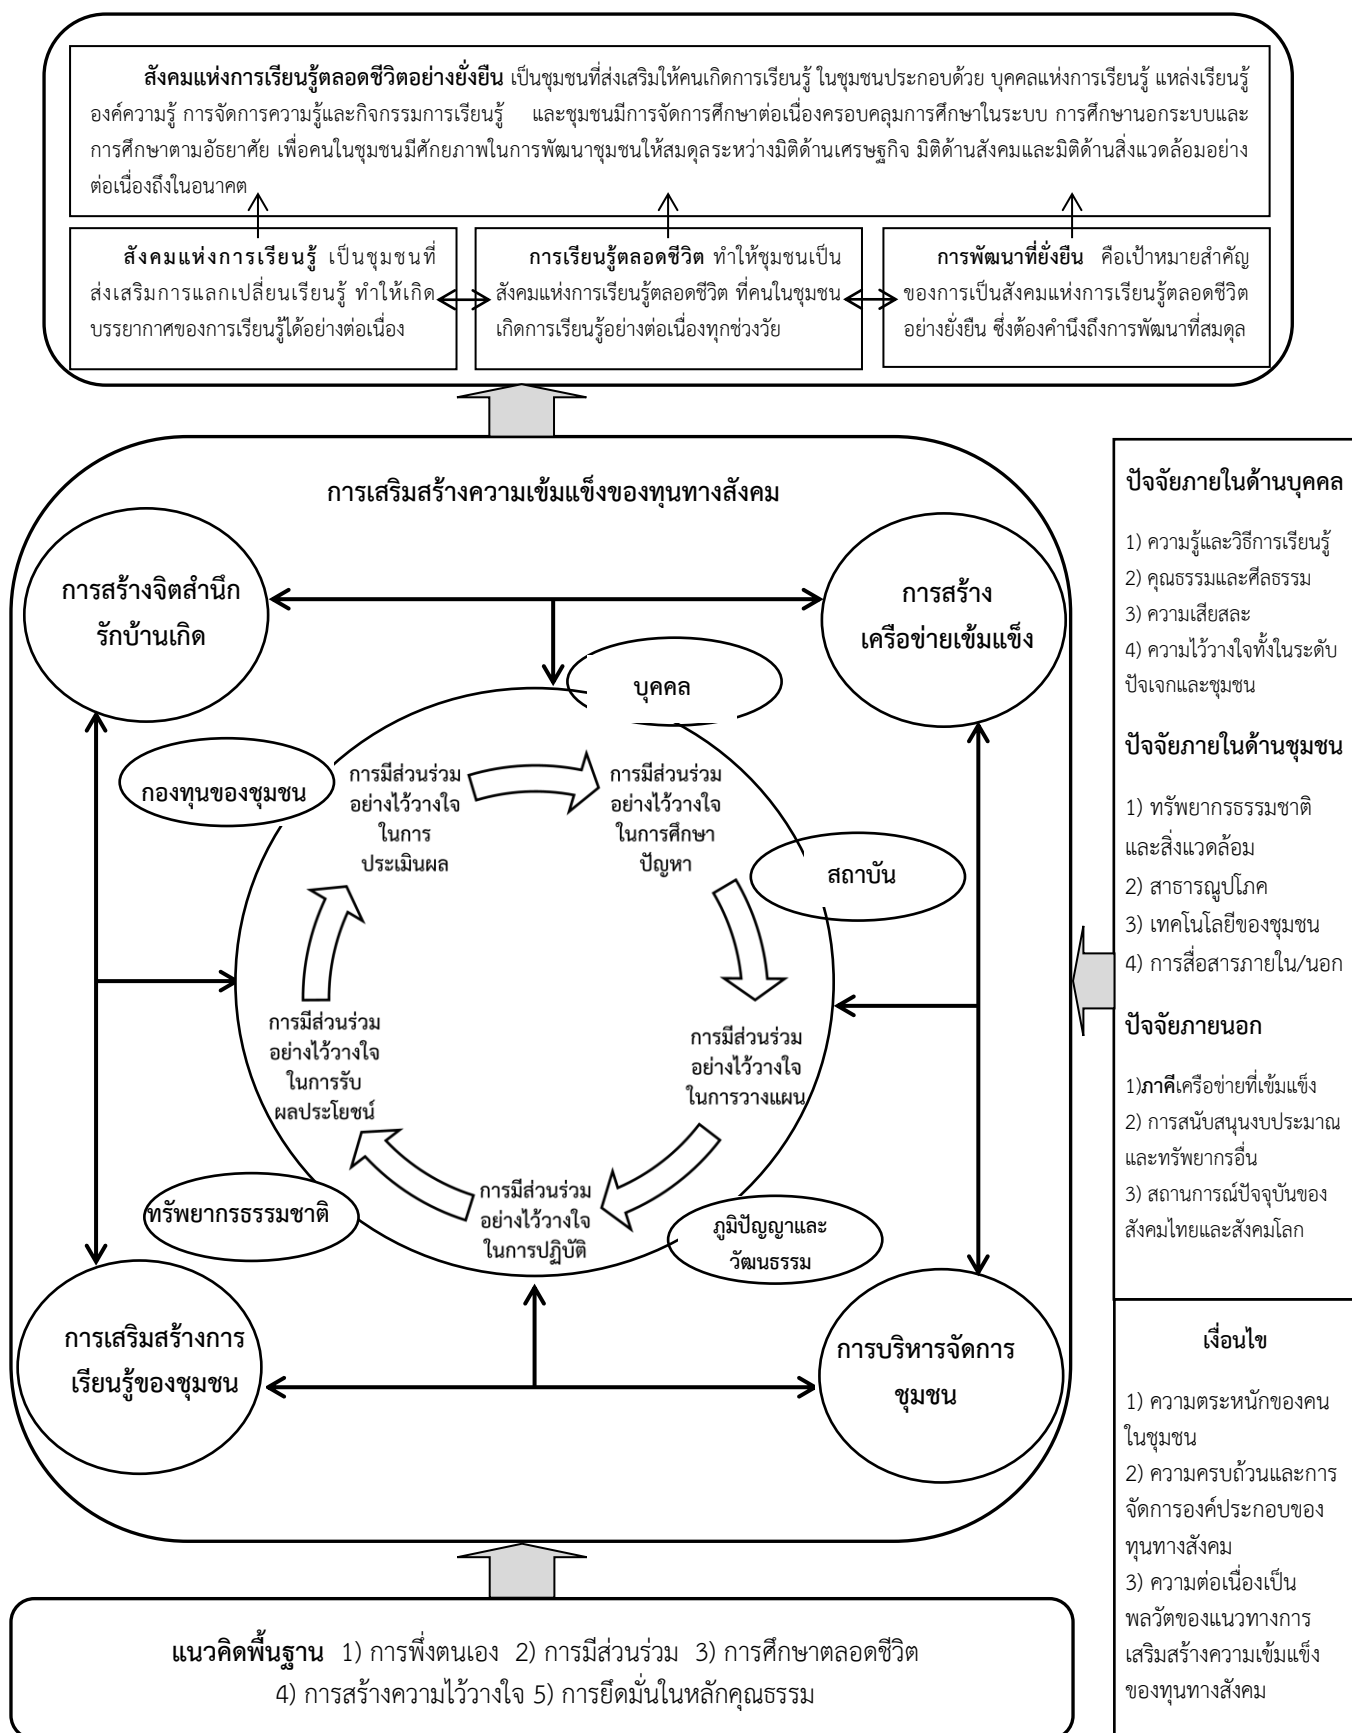 สังคมแห่งการเรียนรู้ตลอดชีวิตอย่างยั่งยืน เป็นชุมชนที่ส่งเสริมให้คนเกิดการเรียนรู้ ในชุมชนประกอบด้วย บุคคลแห่งการเรียนรู้ แหล่งเรียนรู้
องค์ความรู้ การจัดการความรู้และกิจกรรมการเรียนรู้ และชุมชนมีการจัดการศึกษาต่อเนื่องครอบคลุมการศึกษาในระบบ การศึกษานอกระบบและ
การศึกษาตามอัธยาศัย เพื่อคนในชุมชนมีศักยภาพในการพัฒนาชุมชนให้สมดุลระหว่างมิติด้านเศรษฐกิจ มิติด้านสังคมและมิติด้านสิ่งแวดล้อมอย่าง
ต่อเนื่องถึงในอนาคต
สังคมแห่งการเรียนรู้ เป็นชุมชนที่
ส่งเสริมการแลกเปลี่ยนเรียนรู้ ทำให้เกิด
บรรยากาศของการเรียนรู้ได้อย่างต่อเนื่อง
การเรียนรู้ตลอดชีวิต ทำให้ชุมชนเป็น
สังคมแห่งการเรียนรู้ตลอดชีวิต ที่คนในชุมชน
เกิดการเรียนรู้อย่างต่อเนื่องทุกช่วงวัย
การพัฒนาที่ยั่งยืน คือเป้าหมายสำคัญ
ของการเป็นสังคมแห่งการเรียนรู้ตลอดชีวิต
อย่างยั่งยืน ซึ่งต้องคำนึงถึงการพัฒนาที่สมดุล
การเสริมสร้างความเข้มแข็งของทุนทางสังคม
การสร้างจิตสำนึก
รักบ้านเกิด
การสร้าง
เครือข่ายเข้มแข็ง
บุคคล
กองทุนของชุมชน
สถาบัน
การมีส่วนร่วม
อย่างไว้วางใจ
ในการ
ประเมินผล
การมีส่วนร่วม
อย่างไว้วางใจ
ในการศึกษา
ปัญหา
การมีส่วนร่วม
อย่างไว้วางใจ
ในการรับ
ผลประโยชน์
การมีส่วนร่วม
อย่างไว้วางใจ
ในการวางแผน
การมีส่วนร่วม
อย่างไว้วางใจ
ในการปฏิบัติ
ทรัพยากรธรรมชาติ
ภูมิปัญญาและ
วัฒนธรรม
การเสริมสร้างการ
เรียนรู้ของชุมชน
การบริหารจัดการ
ชุมชน
ปัจจัยภายในด้านบุคคล
1) ความรู้และวิธีการเรียนรู้
2) คุณธรรมและศีลธรรม
3) ความเสียสละ
4) ความไว้วางใจทั้งในระดับ
ปัจเจกและชุมชน
ปัจจัยภายในด้านชุมชน
1) ทรัพยากรธรรมชาติ
และสิ่งแวดล้อม
2) สาธารณูปโภค
3) เทคโนโลยีของชุมชน
4) การสื่อสารภายใน/นอก
ปัจจัยภายนอก
1)ภาคีเครือข่ายที่เข้มแข็ง
2) การสนับสนุนงบประมาณ
และทรัพยากรอื่น
3) สถานการณ์ปัจจุบันของ
สังคมไทยและสังคมโลก
เงื่อนไข
1) ความตระหนักของคน
ในชุมชน
2) ความครบถ้วนและการ
จัดการองค์ประกอบของ
ทุนทางสังคม
3) ความต่อเนื่องเป็น
พลวัตของแนวทางการ
เสริมสร้างความเข้มแข็ง
ของทุนทางสังคม
แนวคิดพื้นฐาน 1) การพึ่งตนเอง 2) การมีส่วนร่วม 3) การศึกษาตลอดชีวิต
4) การสร้างความไว้วางใจ 5) การยึดมั่นในหลักคุณธรรม